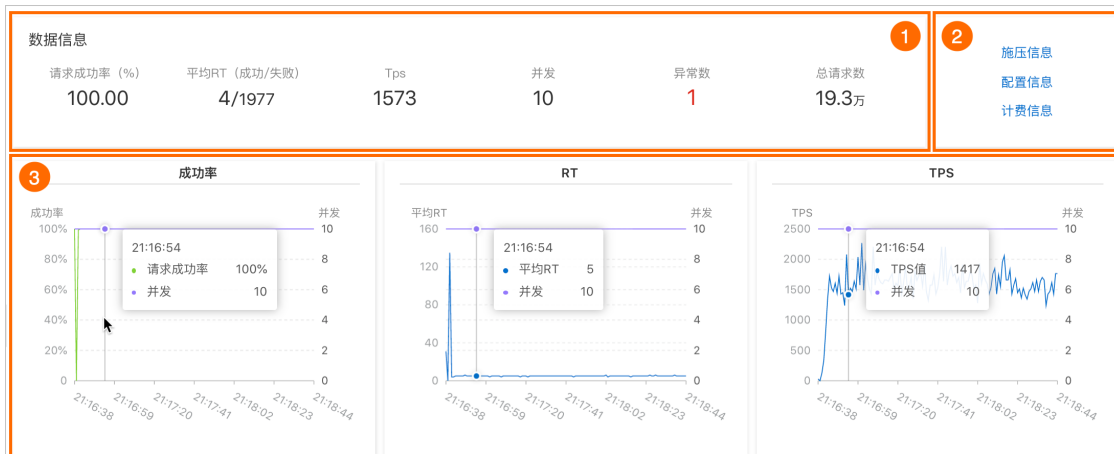 数据信息
1
2
请求成功率（%） 平均RT（成功/失败） Tps 并发 异常数 总请求数
100.00 4/1977 1573 10 1 19.3万
施压信息
配置信息
计费信息
3
成功率 RT TPS
成功率 并发 平均RT 并发 TPS 并发
100% 10 160 10 2500 10
21:16:54 21:16:54 21:16:54
请求成功率 100% 平均RT 5 TPS值 1417
并发 10 并发 10 并发 10
80% 8 120 8 2000 8
60% 6 80 6 1500 6
40% 4 40 4 1000 4
20% 2 2 500 2
0 0 0 0 0 0
21:16:38 21:16:59 21:17:20 21:17:41 21:18:02 21:18:23 21:18:44
21:16:38 21:16:59 21:17:20 21:17:41 21:18:02 21:18:23 21:18:44
21:16:38 21:16:59 21:17:20 21:17:41 21:18:02 21:18:23 21:18:44